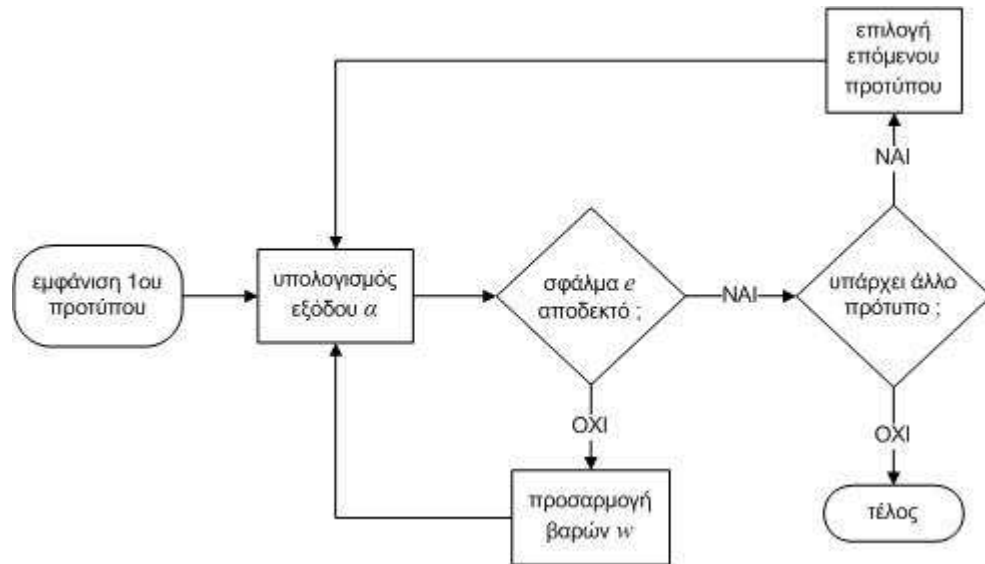 επιλογή
επόμενου
προτύπου
ΝΑΙ
εμφάνιση 1ου
προτύπου
υπολογισμός
εξόδου α
σφάλμα e
αποδεκτό ;
ΝΑΙ
υπάρχει άλλο
πρότυπο ;
ΟΧΙ
ΟΧΙ
προσαρμογή
βαρών w
τέλος